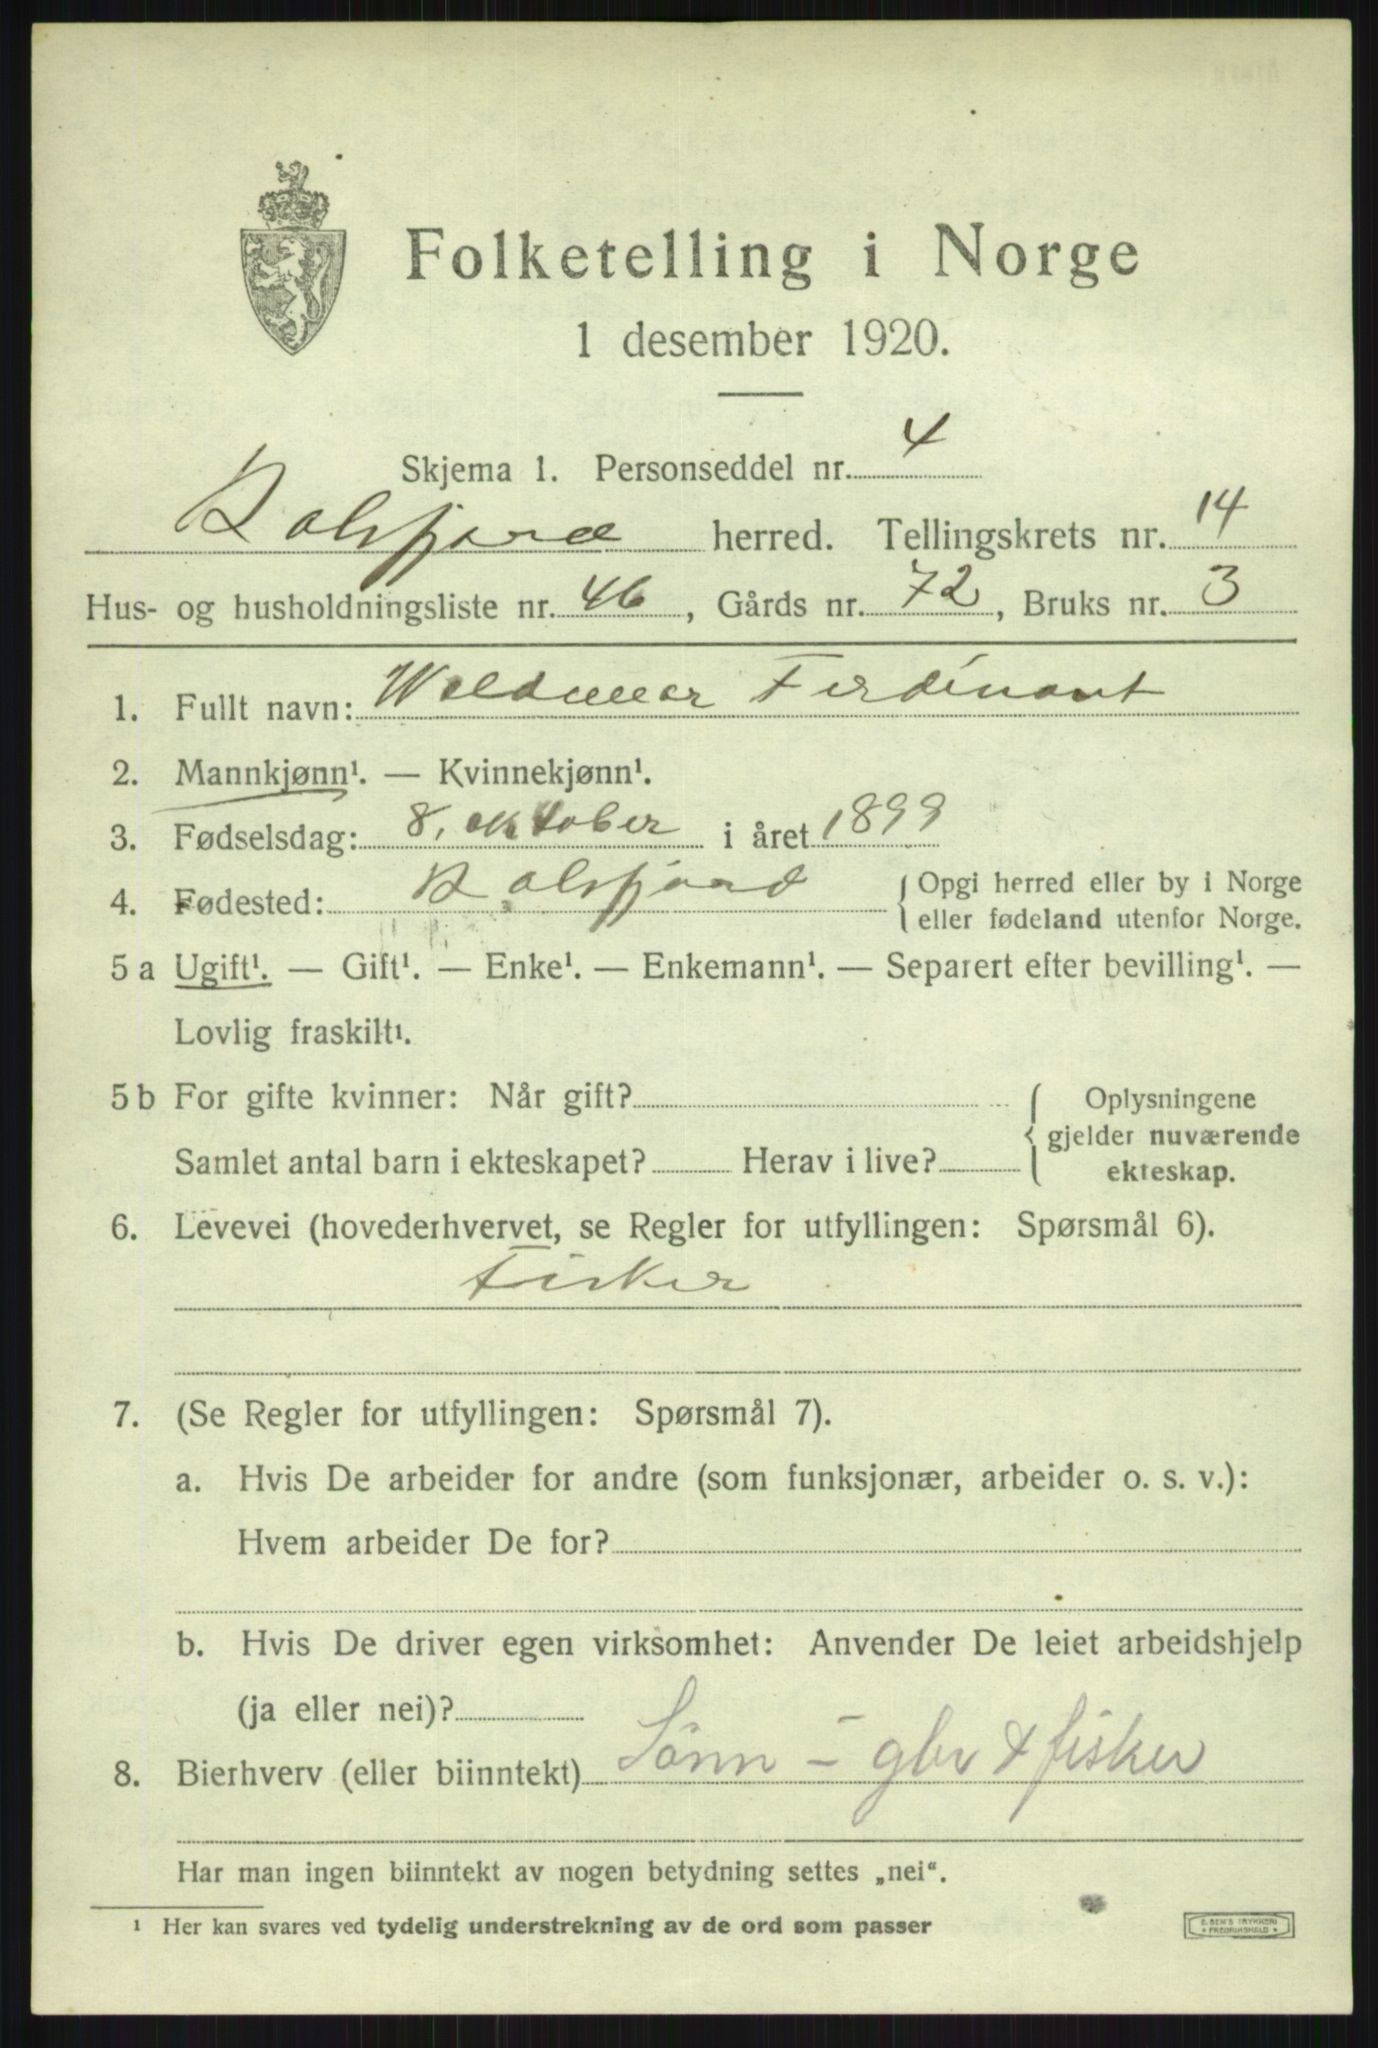 Folketelling i Norge
1 desember 1920.
Skjema 1. Personseddel nr. 4
Balsfjord herred. Tellingskrets nr. 14
Hus- og husholdningsliste nr. 46, Gårds nr. 72, Bruks nr. 3
1. Fullt navn: Waldemar Ferdinant
2. Mannkjønn¹. — Kvinnekjønn¹.
3. Fødselsdag: 8. oktober i året 1899
4. Fødested: Balsfjord {Opgi herred eller by i Norge
eller fødeland utenfor Norge.
5 a Ugift¹. — Gift¹. — Enke¹. — Enkemann¹. — Separert efter bevilling¹. —
Lovlig fraskilt¹.
5 b For gifte kvinner: Når gift? { Oplysningene
gjelder nuværende
Samlet antal barn i ekteskapet? Herav i live? ekteskap.
6. Levevei (hovederhvervet, se Regler for utfyllingen: Spørsmål 6).
Fisker
7. (Se Regler for utfyllingen: Spørsmål 7).
a. Hvis De arbeider for andre (som funksjonær, arbeider o. s. v.):
Hvem arbeider De for?
b. Hvis De driver egen virksomhet: Anvender De leiet arbeidshjelp
(ja eller nei)?
8. Bierhverv (eller biinntekt) Sönn - gbr & fisker
Har man ingen biinntekt av nogen betydning settes „nei“.
¹ Her kan svares ved tydelig understrekning av de ord som passer
E. SEM'S TRYKKERI
FREDRIKSHALD